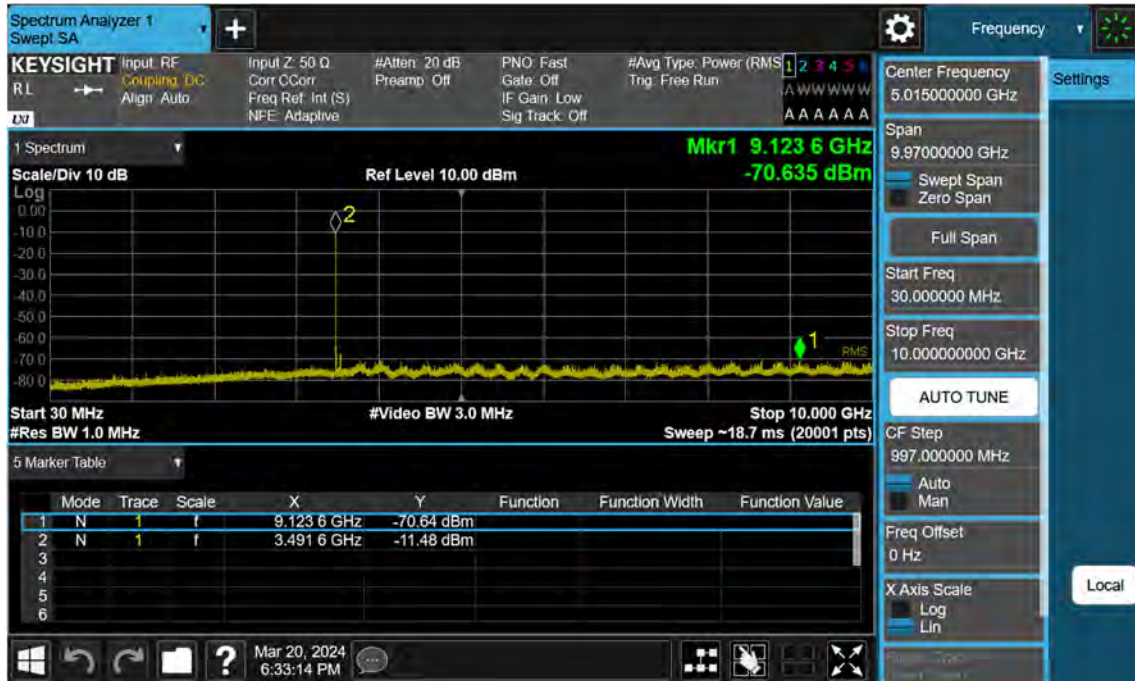 Spectrum Analyzer 1
Swept SA
+
Frequency
KEYSIGHT Input: RF Input Z: 50 Ω #Atten: 20 dB PNO: Fast #Avg Type: Power (RMS 1 2 3 4 5 6
RL Coupling: DC Corr CCorr Preamp: Off Gate: Off Trig: Free Run
Align: Auto Freq Ref: Int (S) IF Gain: Low A W W W W W
LXI NFE: Adaptive Sig Track: Off A A A A A A
1 Spectrum
Mkr1 9.123 6 GHz
Scale/Div 10 dB Ref Level 10.00 dBm -70.635 dBm
Log
0.00
-10.0
-20.0
-30.0
-40.0
-50.0
-60.0
-70.0
-80.0
2
1
RMS
Start 30 MHz #Video BW 3.0 MHz Stop 10.000 GHz
#Res BW 1.0 MHz Sweep ~18.7 ms (20001 pts)
5 Marker Table
Mode Trace Scale X Y Function Function Width Function Value
1 N 1 f 9.123 6 GHz -70.64 dBm
2 N 1 f 3.491 6 GHz -11.48 dBm
3
4
5
6
?
Mar 20, 2024
6:33:14 PM
Center Frequency
5.015000000 GHz
Settings
Span
9.97000000 GHz
Swept Span
Zero Span
Full Span
Start Freq
30.000000 MHz
Stop Freq
10.000000000 GHz
AUTO TUNE
CF Step
997.000000 MHz
Auto
Man
Freq Offset
0 Hz
X Axis Scale
Log
Lin
Local